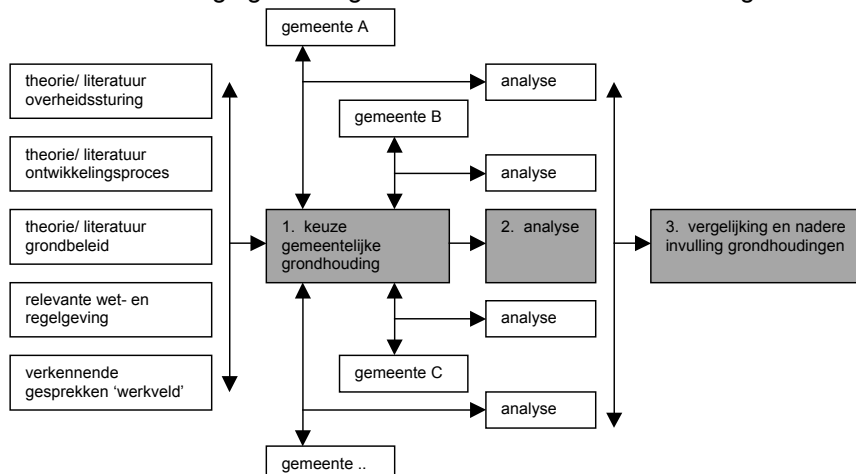 gemeente A
theorie/ literatuur
overheidssturing
analyse
gemeente B
theorie/ literatuur
ontwikkelingsproces
analyse
theorie/ literatuur
grondbeleid
1. keuze
gemeentelijke
grondhouding
2. analyse
3. vergelijking en nadere
invulling grondhoudingen
relevante wet- en
regelgeving
analyse
verkennende
gesprekken ‘werkveld’
gemeente C
analyse
gemeente ..